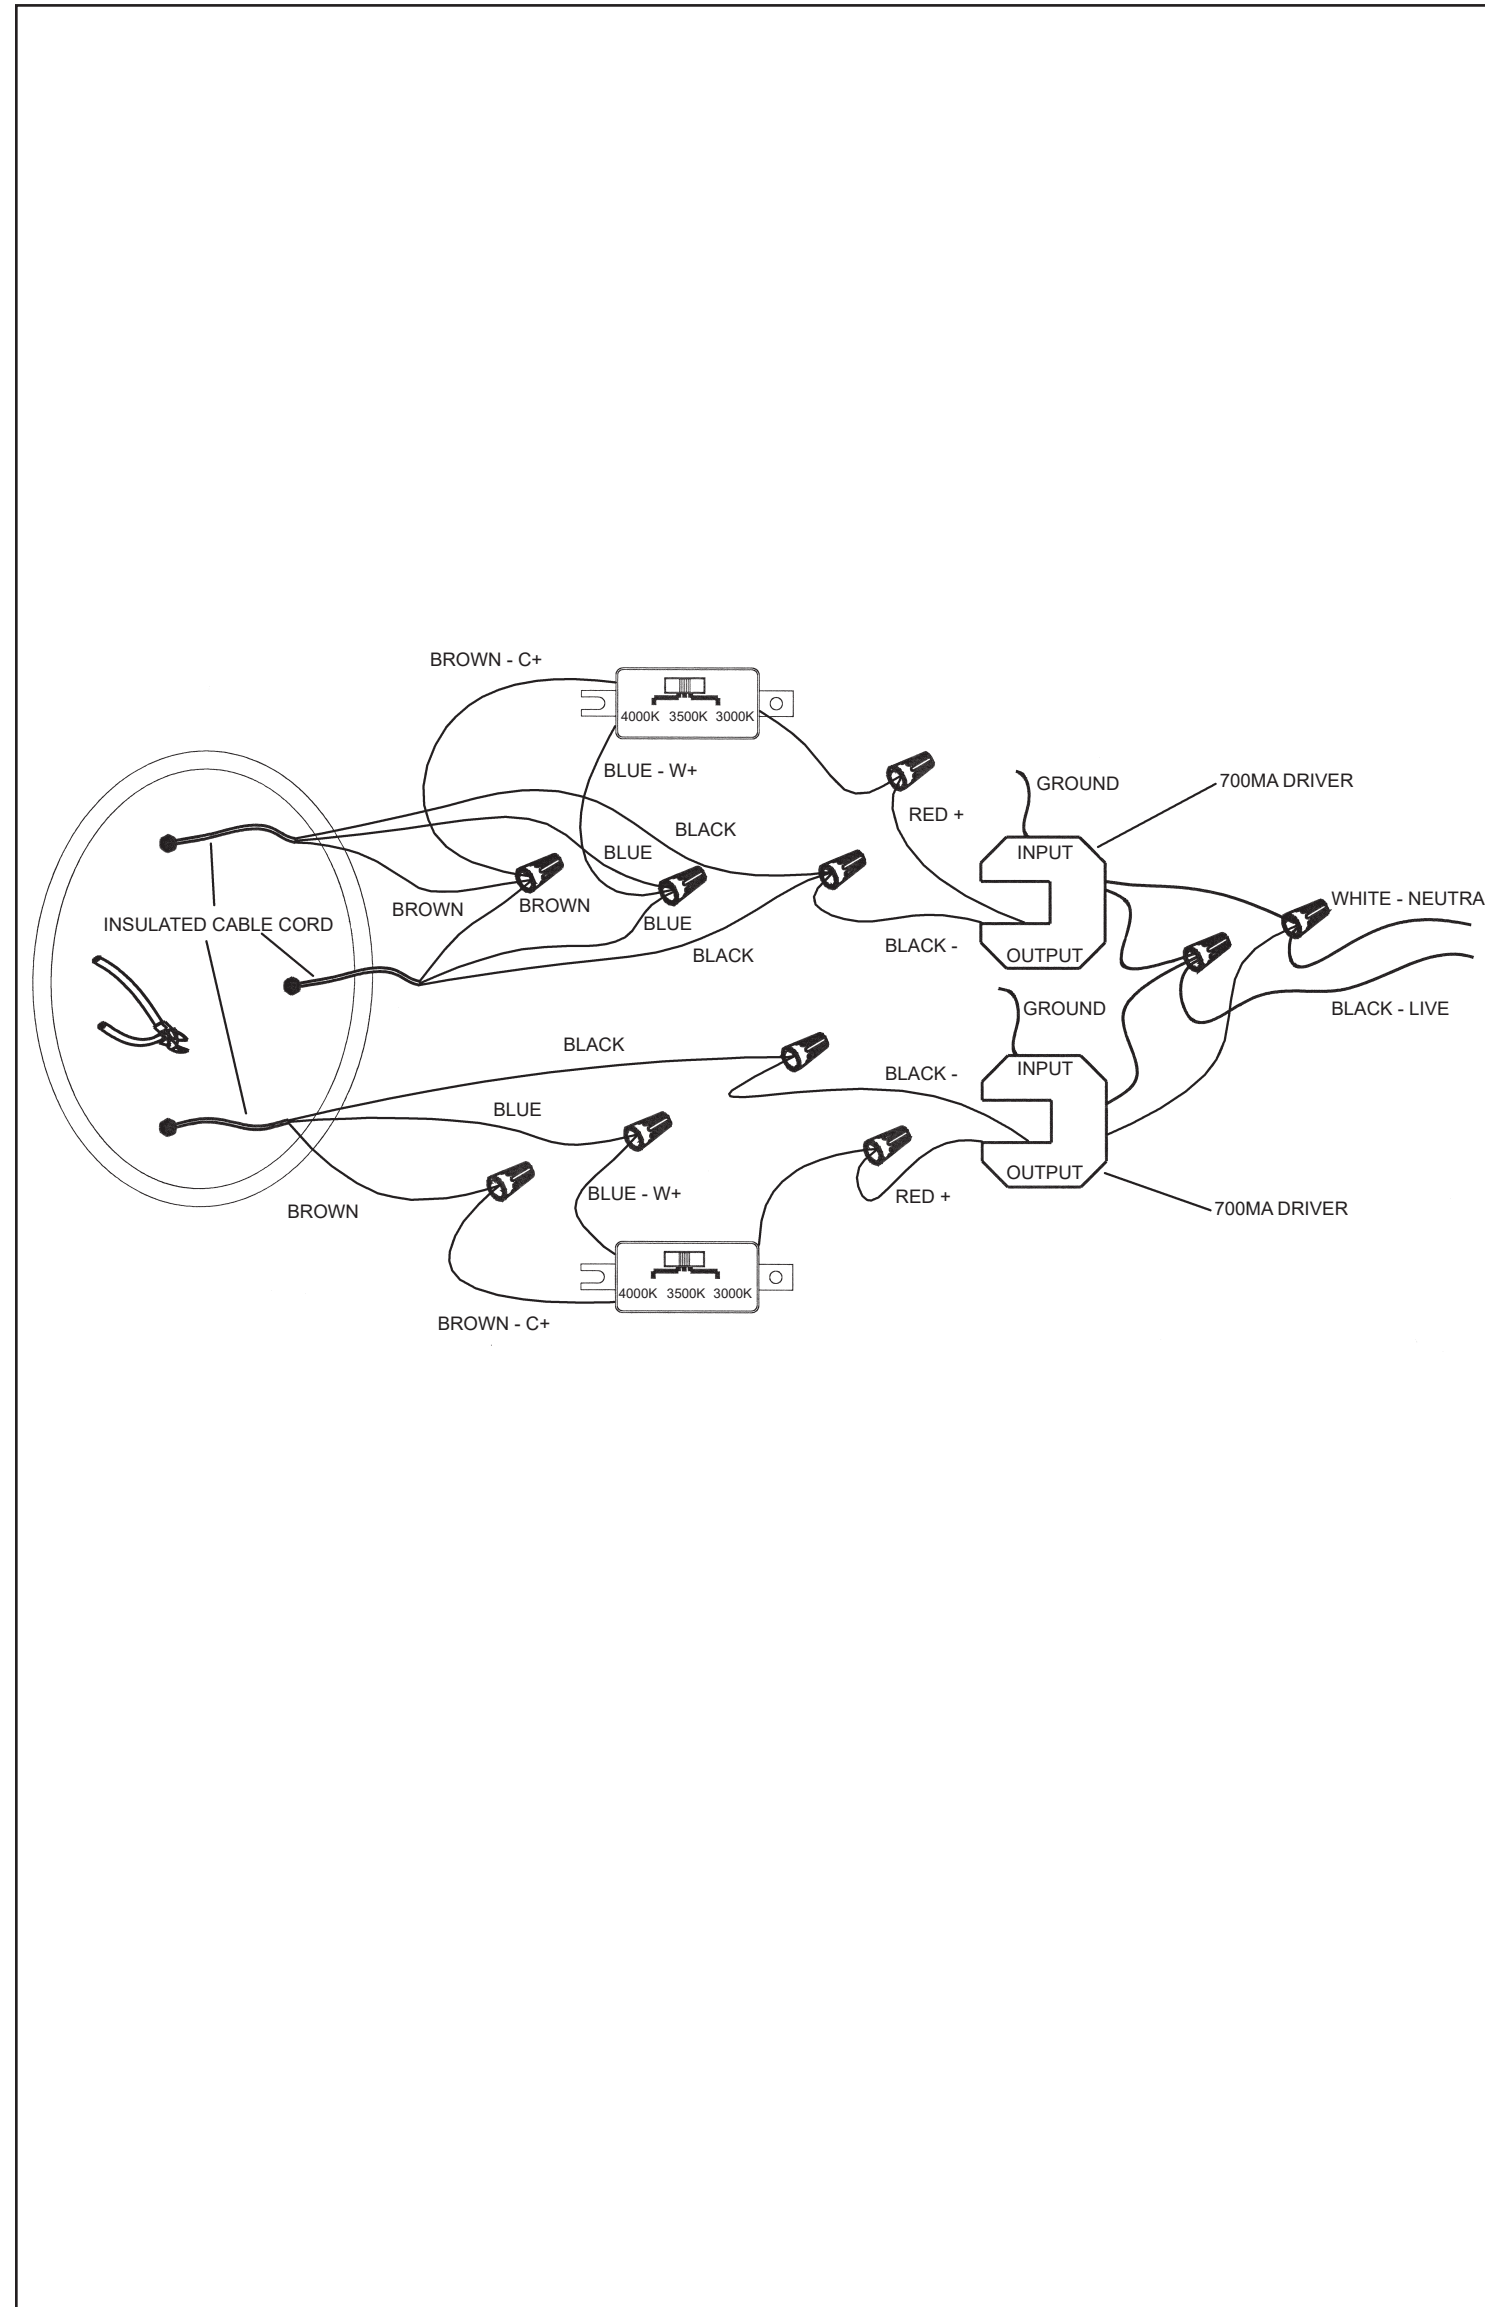 BROWN - C+
4000K 3500K 3000K
BLUE - W+
GROUND
700MA DRIVER
RED +
BLACK
INPUT
BLUE
BROWN
BROWN
WHITE - NEUTRA
INSULATED CABLE CORD
BLUE
BLACK -
BLACK
OUTPUT
GROUND
BLACK - LIVE
BLACK
INPUT
BLACK -
BLUE
OUTPUT
BLUE - W+
RED +
BROWN
700MA DRIVER
4000K 3500K 3000K
BROWN - C+